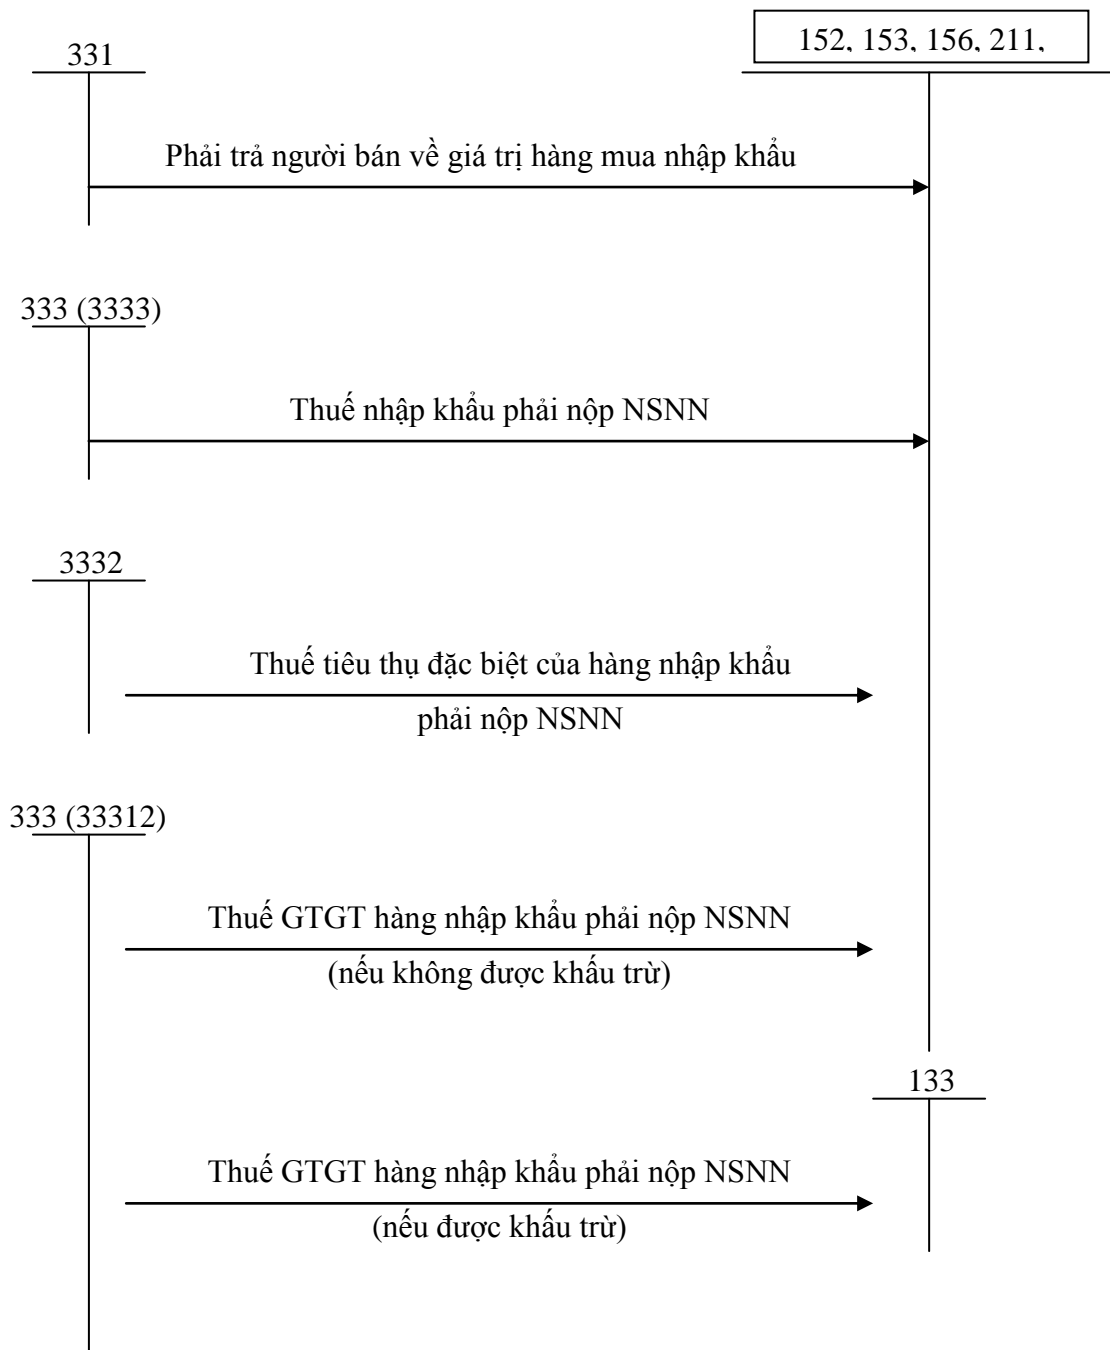 152, 153, 156, 211,
331
Phải trả người bán về giá trị hàng mua nhập khẩu
333 (3333)
Thuế nhập khẩu phải nộp NSNN
3332
Thuế tiêu thụ đặc biệt của hàng nhập khẩu
phải nộp NSNN
333 (33312)
Thuế GTGT hàng nhập khẩu phải nộp NSNN
(nếu không được khấu trừ)
133
Thuế GTGT hàng nhập khẩu phải nộp NSNN
(nếu được khấu trừ)